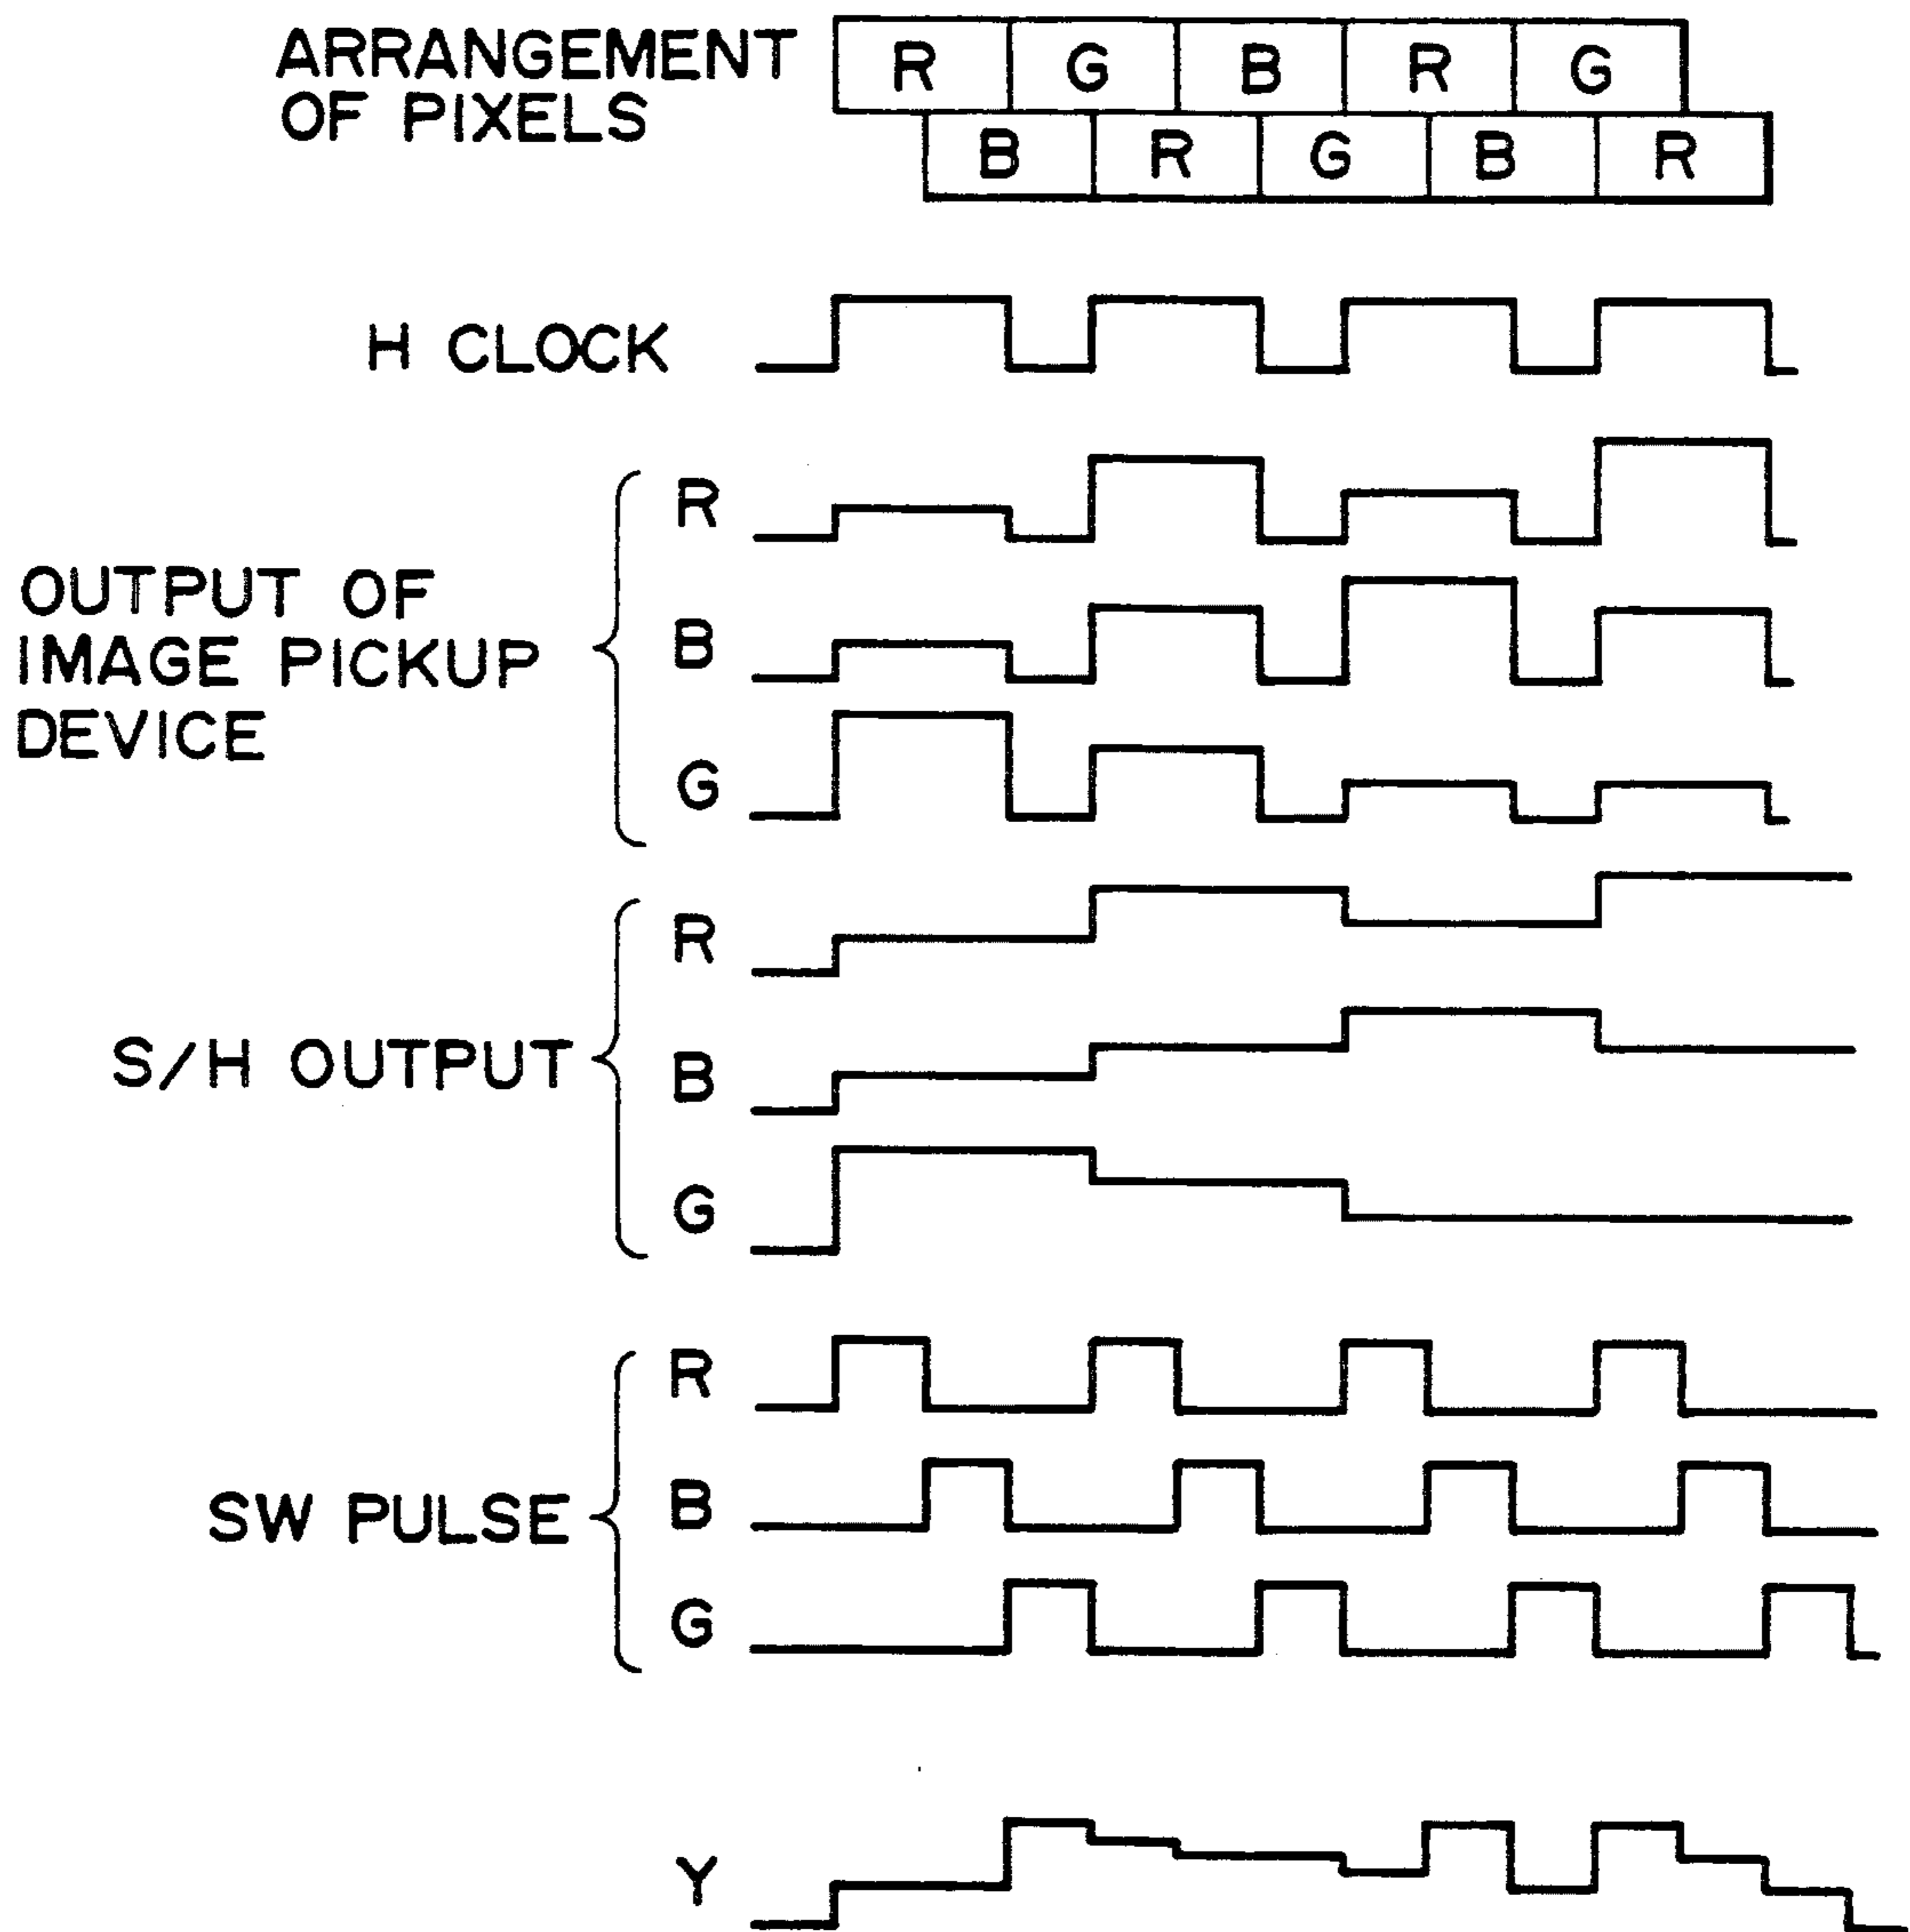 ARRANGEMENT
OF PIXELS
R G B R G
B R G B R
H CLOCK
OUTPUT OF
IMAGE PICKUP
DEVICE
R
B
G
S/H OUTPUT
R
B
G
SW PULSE
R
B
G
Y